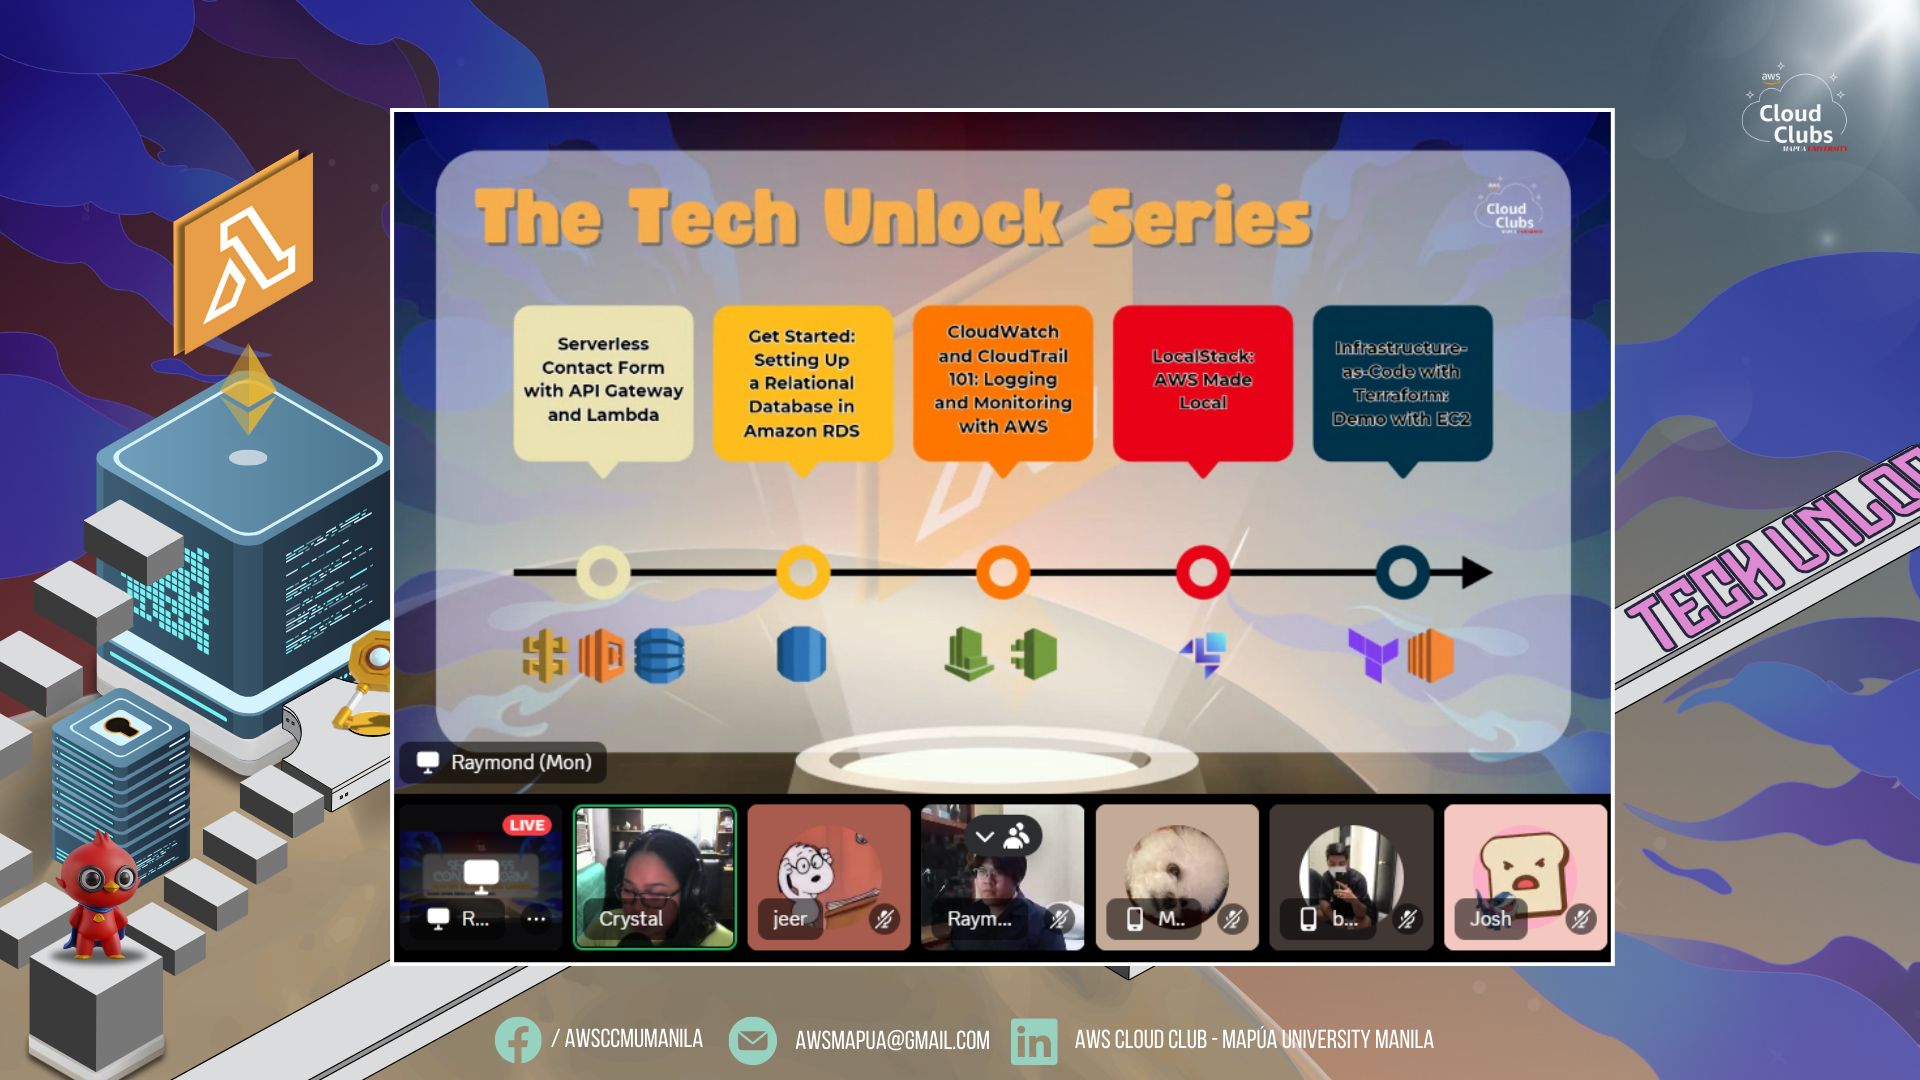 aws
Cloud
Clubs
MAPÚA UNIVERSITY
The Tech Unlock Series
aws
Cloud
Clubs
MAPÚA UNIVERSITY
Serverless
Contact Form
with API Gateway
and Lambda
Get Started:
Setting Up
a Relational
Database in
Amazon RDS
CloudWatch
and CloudTrail
101: Logging
and Monitoring
with AWS
LocalStack:
AWS Made
Local
Infrastructure-
as-Code with
Terraform:
Demo with EC2
TECH UNLO
Raymond (Mon)
LIVE
R...
Crystal
jeer
Raym...
M..
b...
Josh
/ AWSCCMUMANILA
AWSMAPUA@GMAIL.COM
AWS CLOUD CLUB - MAPÚA UNIVERSITY MANILA